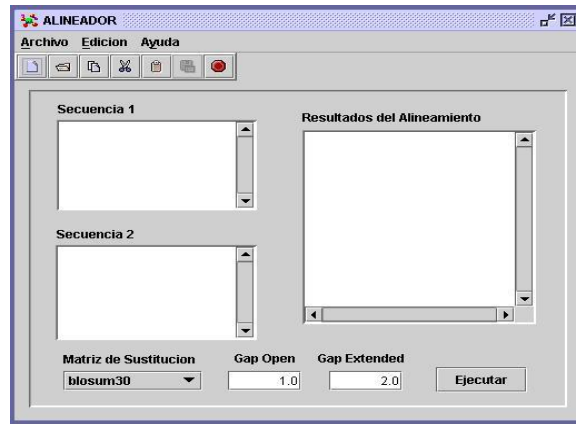 ALINEADOR
Archivo Edicion Ayuda
Secuencia 1
Resultados del Alineamiento
Secuencia 2
Matriz de Sustitucion Gap Open Gap Extended
blosum30 1.0 2.0 Ejecutar